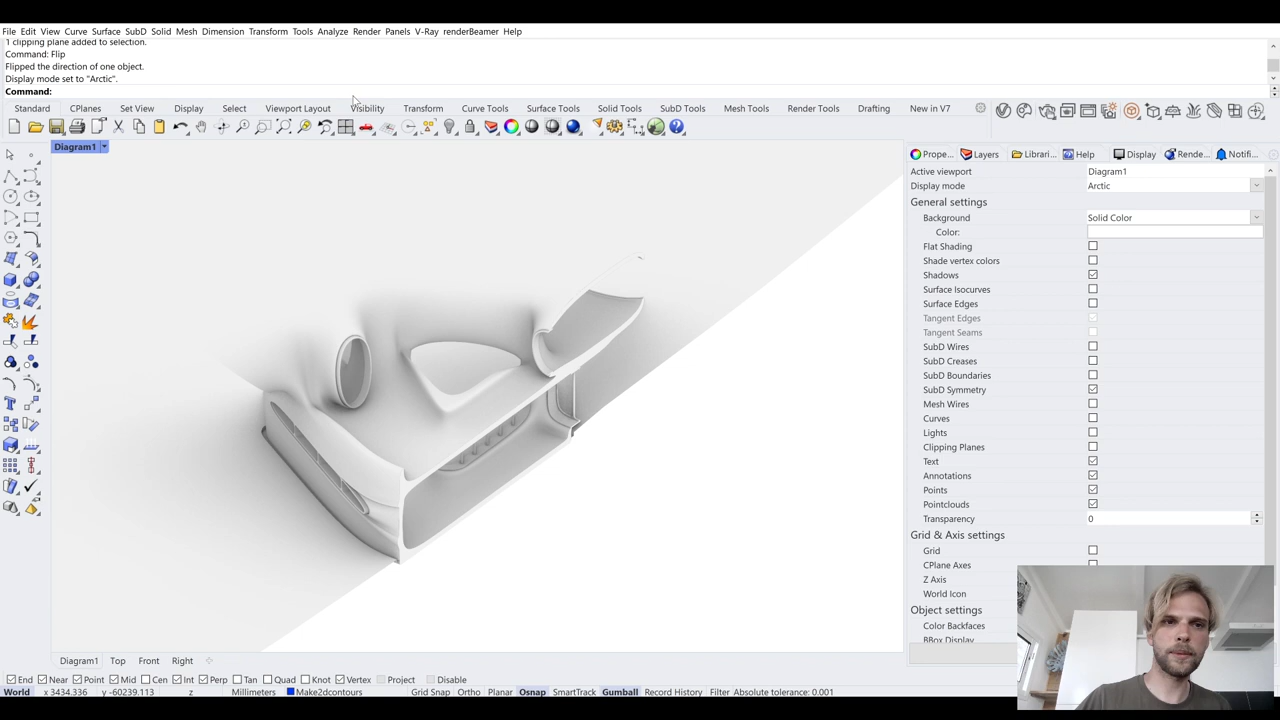 File Edit View Curve Surface SubD Solid Mesh Dimension Transform Tools Analyze Render Panels V-Ray renderBeamer Help
1 clipping plane added to selection.
Command: Flip
Flipped the direction of one object.
Display mode set to "Arctic".
Command:
Standard CPlanes Set View Display Select Viewport Layout Visibility Transform Curve Tools Surface Tools Solid Tools SubD Tools Mesh Tools Render Tools Drafting New in V7
Diagram1
Prope... Layers Librari... Help Display Rende... Notifi...
Active viewport Diagram1
Display mode Arctic
General settings
Background Solid Color
Color:
Flat Shading
Shade vertex colors
Shadows
Surface Isocurves
Surface Edges
Tangent Edges
Tangent Seams
SubD Wires
SubD Creases
SubD Boundaries
SubD Symmetry
Mesh Wires
Curves
Lights
Clipping Planes
Text
Annotations
Points
Pointclouds
Transparency 0
Grid & Axis settings
Grid
CPlane Axes
Z Axis
World Icon
Object settings
Color Backfaces
BBox Display
Diagram1 Top Front Right
End Near Point Mid Cen Int Perp Tan Quad Knot Vertex Project Disable
World x 3434.336 y -60239.113 z Millimeters Make2dcontours Grid Snap Ortho Planar Osnap SmartTrack Gumball Record History Filter Absolute tolerance: 0.001